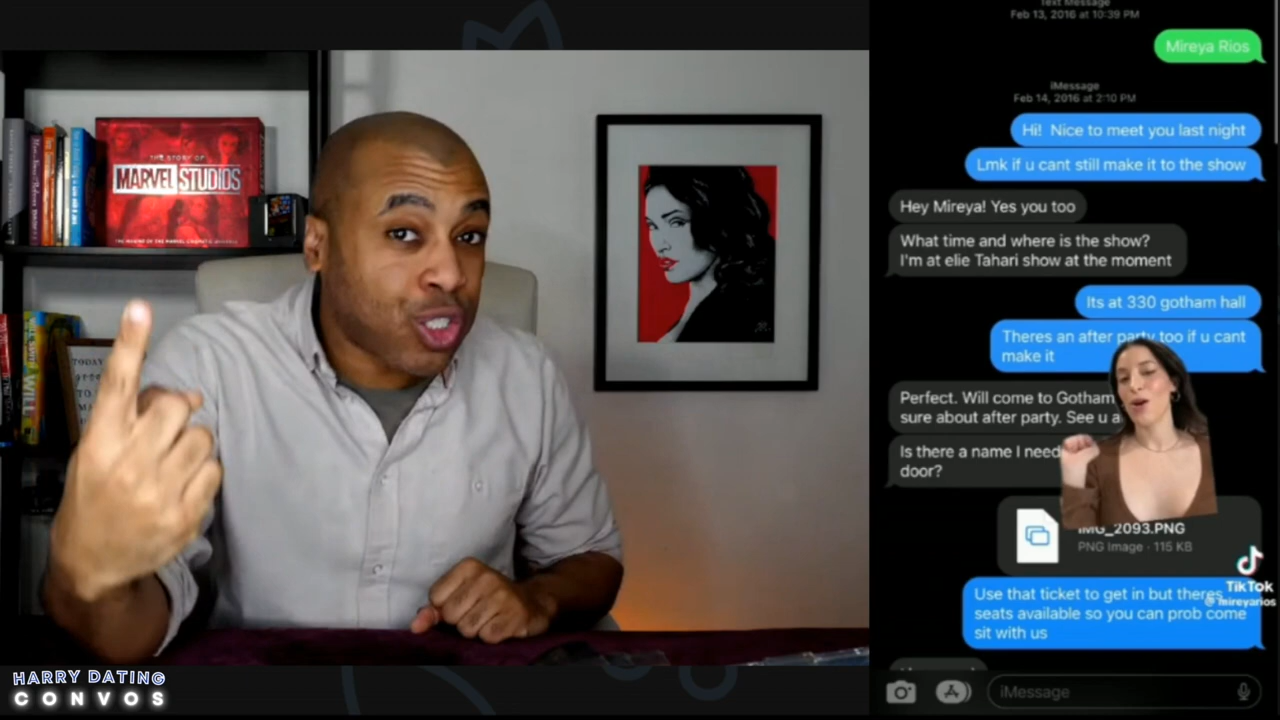 THE STORY OF
MARVEL STUDIOS
TODAY
TO
HARRY DATING
CONVOS
Text Message
Feb 13, 2016 at 10:39 PM
Mireya Rios
iMessage
Feb 14, 2016 at 2:10 PM
Hi! Nice to meet you last night
Lmk if u cant still make it to the show
Hey Mireya! Yes you too
What time and where is the show?
I'm at elie Tahari show at the moment
Its at 330 gotham hall
Theres an after party too if u cant
make it
Perfect. Will come to Gotham
sure about after party. See u a
Is there a name I need
door?
IMG_2093.PNG
PNG Image · 115 KB
Use that ticket to get in but theres
seats available so you can prob come
sit with us
TikTok
@mireyarios
iMessage